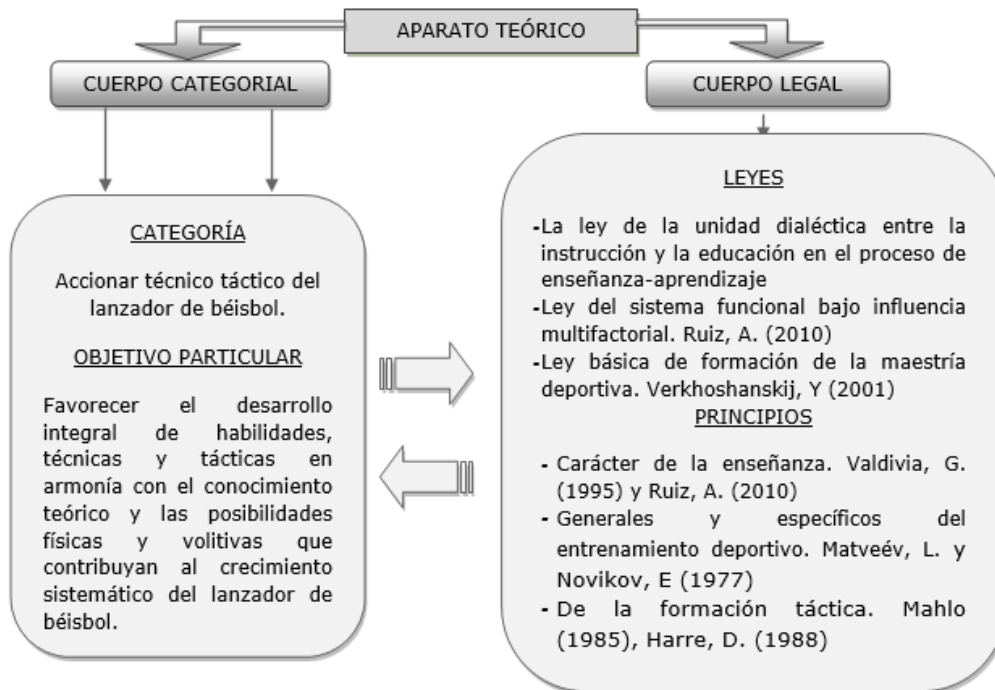 APARATO TEÓRICO
CUERPO CATEGORIAL
CUERPO LEGAL
CATEGORÍA
Accionar técnico táctico del
lanzador de béisbol.
OBJETIVO PARTICULAR
Favorecer el desarrollo
integral de habilidades,
técnicas y tácticas en
armonía con el conocimiento
teórico y las posibilidades
físicas y volitivas que
contribuyan al crecimiento
sistemático del lanzador de
béisbol.
LEYES
-La ley de la unidad dialéctica entre la
instrucción y la educación en el proceso de
enseñanza-aprendizaje
-Ley del sistema funcional bajo influencia
multifactorial. Ruiz, A. (2010)
-Ley básica de formación de la maestría
deportiva. Verkhoshanskij, Y (2001)
PRINCIPIOS
- Carácter de la enseñanza. Valdivia, G.
(1995) y Ruiz, A. (2010)
- Generales y específicos del
entrenamiento deportivo. Matveév, L. y
Novikov, E (1977)
- De la formación táctica. Mahlo
(1985), Harre, D. (1988)